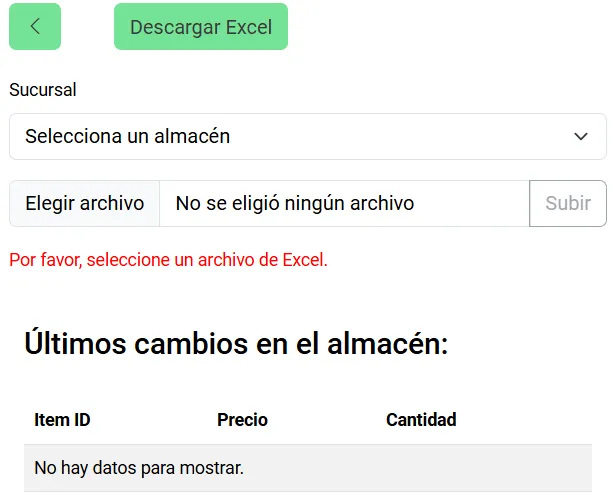 Descargar Excel
Sucursal
Selecciona un almacén
Elegir archivo No se eligió ningún archivo Subir
Por favor, seleccione un archivo de Excel.
Últimos cambios en el almacén:
Item ID Precio Cantidad
No hay datos para mostrar.